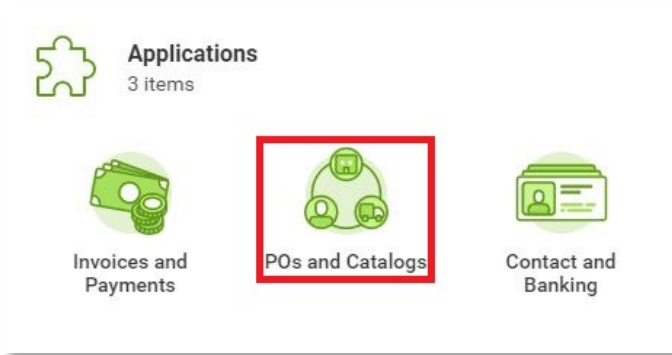 Applications
3 items
Invoices and
Payments
POs and Catalogs
Contact and
Banking